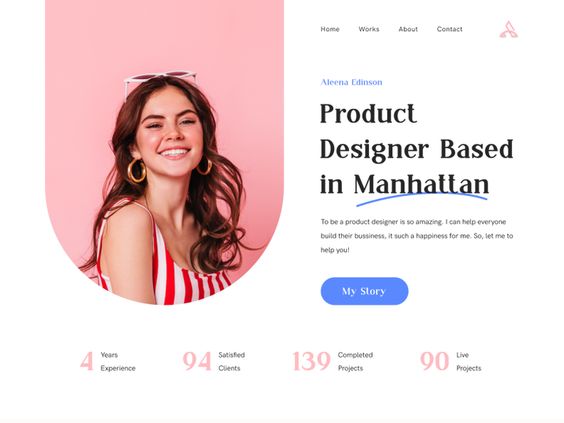 Home Works About Contact
Aleena Edinson
Product
Designer Based
in Manhattan
To be a product designer is so amazing. I can help everyone
build their bussiness, it such a happiness for me. So, let me to
help you!
My Story
4 Years
Experience
94 Satisfied
Clients
139 Completed
Projects
90 Live
Projects